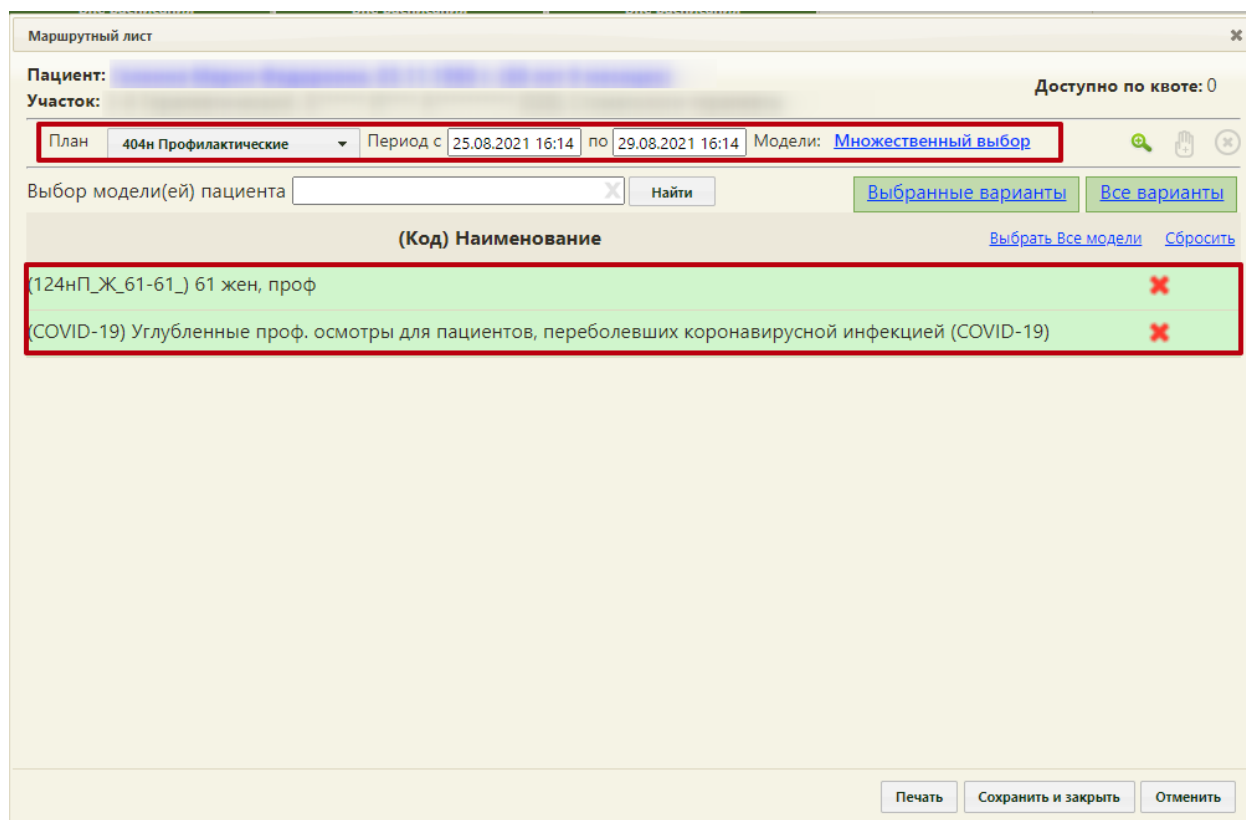 Маршрутный лист
Пациент:
Участок:
Доступно по квоте: 0
План 404н Профилактические Период с 25.08.2021 16:14 по 29.08.2021 16:14 Модели: Множественный выбор
Выбор модели(ей) пациента X Найти Выбранные варианты Все варианты
(Код) Наименование Выбрать Все модели Сбросить
(124нП_Ж_61-61_) 61 жен, проф
(COVID-19) Углубленные проф. осмотры для пациентов, переболевших коронавирусной инфекцией (COVID-19)
Печать Сохранить и закрыть Отменить